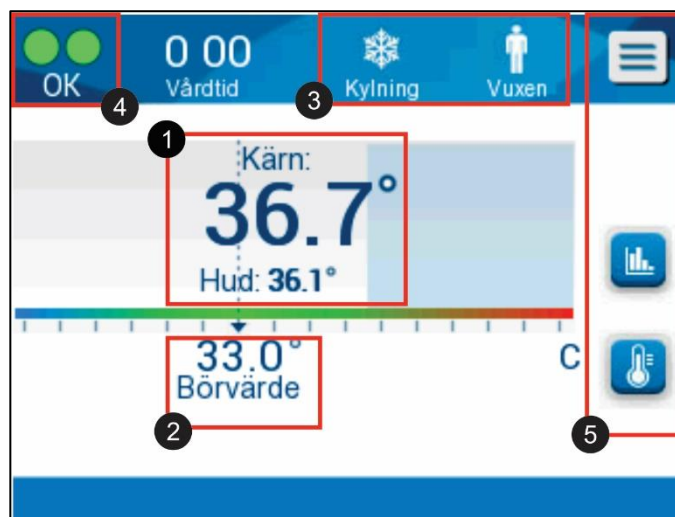 OK
4
0 00
Vårdtid
3
Kylning
Vuxen
1
Kärn:
36.7°
Hud: 36.1°
33.0°
Börvärde
C
2
5